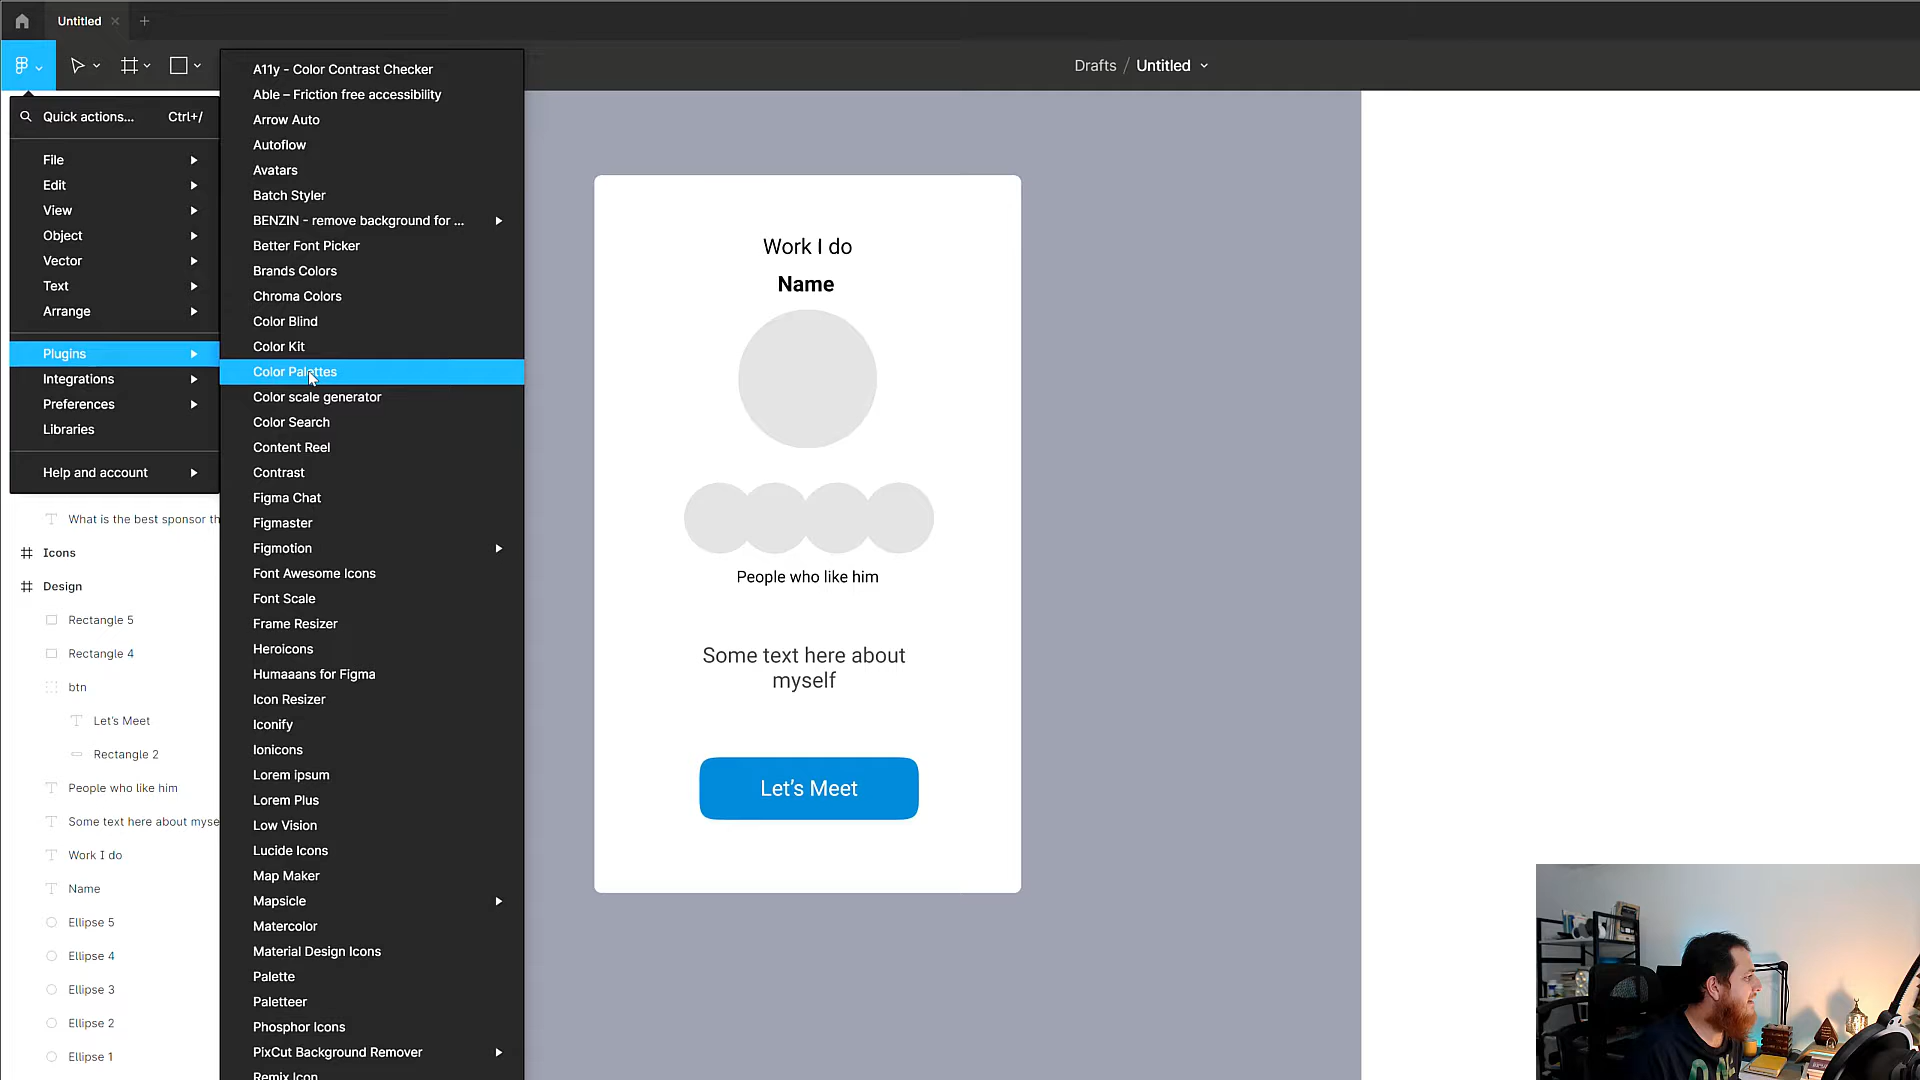 Untitled
Drafts / Untitled
Quick actions... Ctrl+/
File
Edit
View
Object
Vector
Text
Arrange
Plugins
Integrations
Preferences
Libraries
Help and account
What is the best sponsor th
Icons
Design
Rectangle 5
Rectangle 4
btn
Let's Meet
Rectangle 2
People who like him
Some text here about myse
Work I do
Name
Ellipse 5
Ellipse 4
Ellipse 3
Ellipse 2
Ellipse 1
A11y - Color Contrast Checker
Able – Friction free accessibility
Arrow Auto
Autoflow
Avatars
Batch Styler
BENZIN - remove background for ...
Better Font Picker
Brands Colors
Chroma Colors
Color Blind
Color Kit
Color Palettes
Color scale generator
Color Search
Content Reel
Contrast
Figma Chat
Figmaster
Figmotion
Font Awesome Icons
Font Scale
Frame Resizer
Heroicons
Humaaans for Figma
Icon Resizer
Iconify
Ionicons
Lorem ipsum
Lorem Plus
Low Vision
Lucide Icons
Map Maker
Mapsicle
Matercolor
Material Design Icons
Palette
Paletteer
Phosphor Icons
PixCut Background Remover
Remix Icon
Work I do
Name
People who like him
Some text here about
myself
Let's Meet